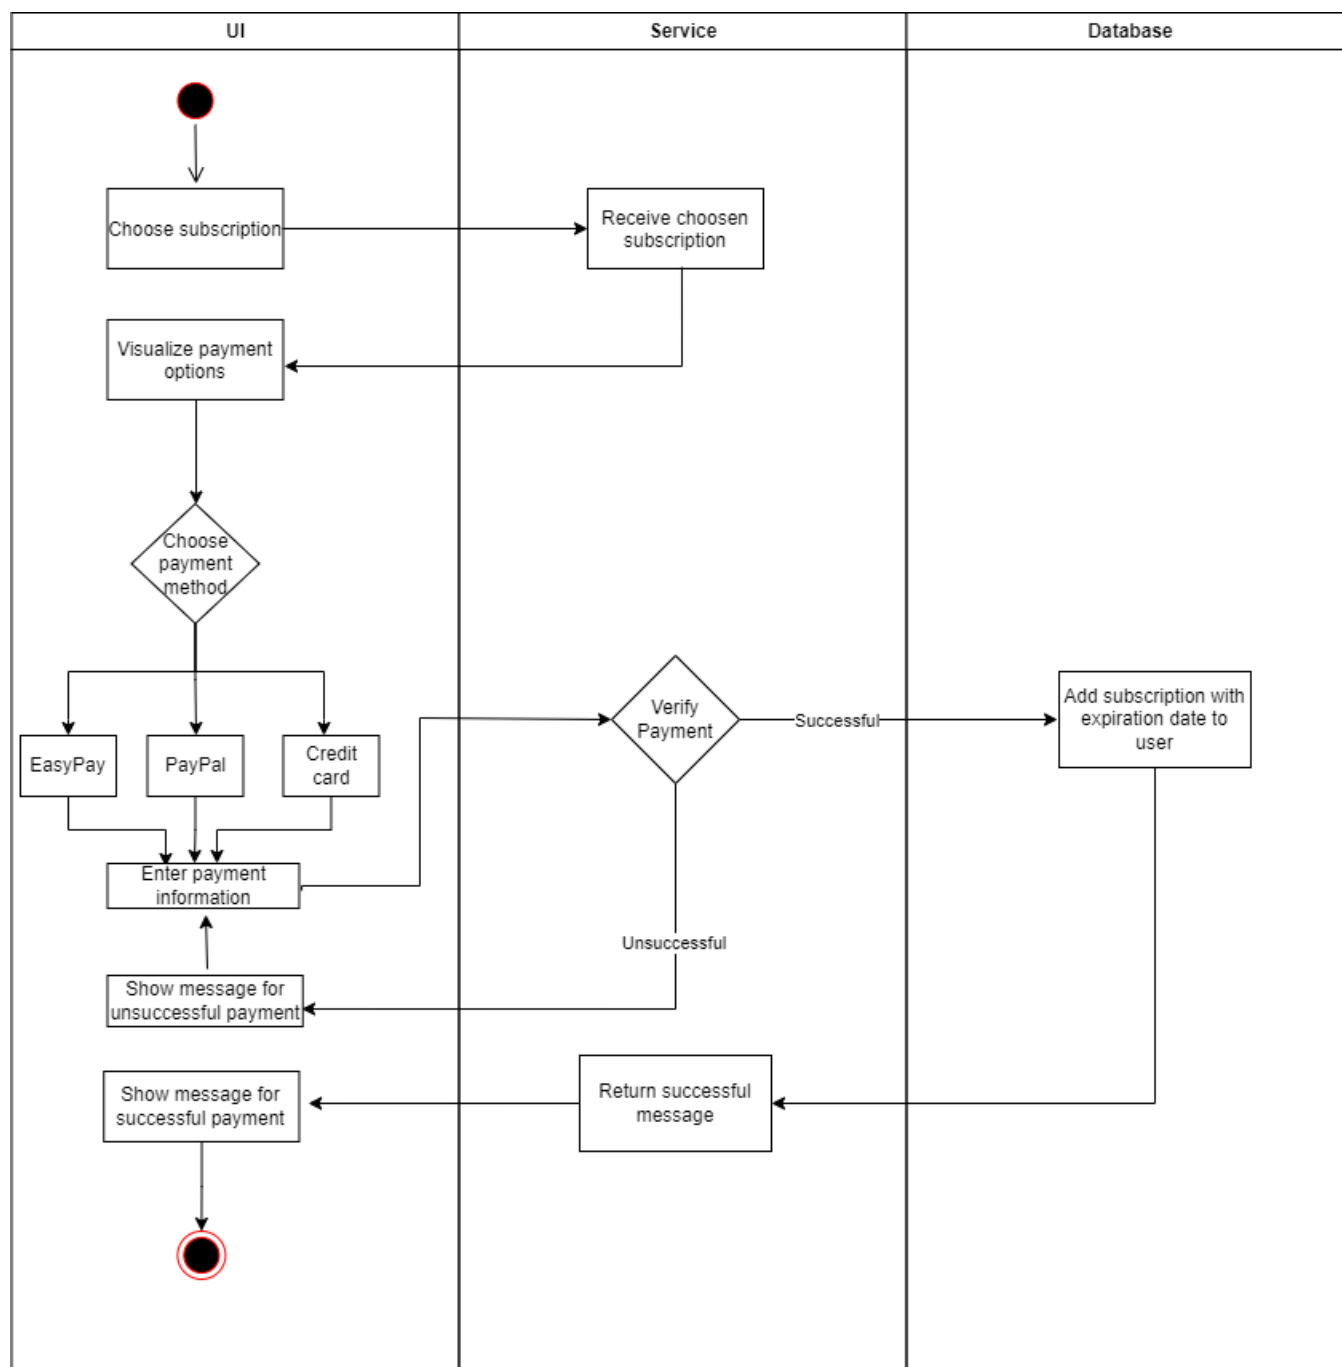 UI
Service
Database
Choose subscription
Receive choosen
subscription
Visualize payment
options
Choose
payment
method
EasyPay
PayPal
Credit
card
Enter payment
information
Verify
Payment
Successful
Add subscription with
expiration date to
user
Unsuccessful
Show message for
unsuccessful payment
Show message for
successful payment
Return successful
message